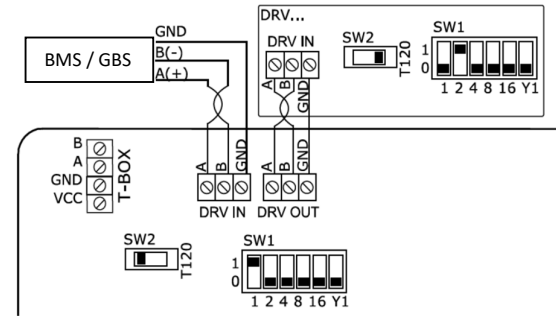 DRV...
GND
B(-)
A(+)
BMS / GBS
DRV IN
A B GND
SW2
T120
SW1
1
0
1 2 4 8 16 Y1
B
A
GND
VCC
T-BOX
A B GND
DRV IN
A B GND
DRV OUT
SW2
T120
SW1
1
0
1 2 4 8 16 Y1